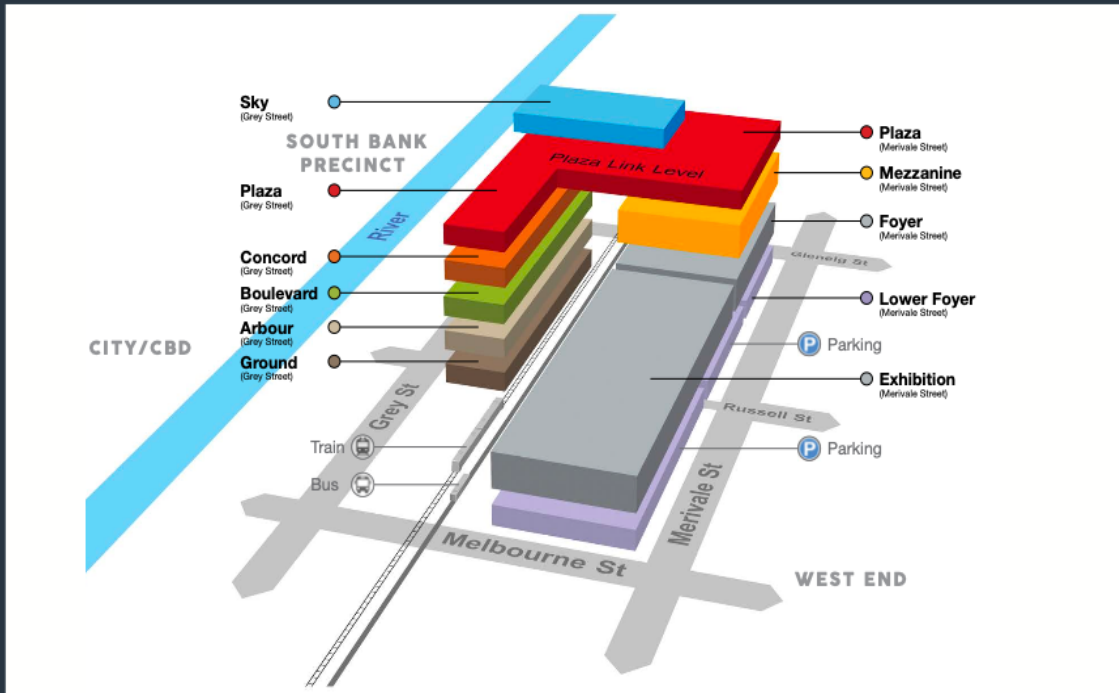 Sky
(Grey Street)
SOUTH BANK
PRECINCT
Plaza
(Grey Street)
River
Concord
(Grey Street)
Boulevard
(Grey Street)
Arbour
(Grey Street)
Ground
(Grey Street)
CITY/CBD
Plaza Link Level
Plaza
(Merivale Street)
Mezzanine
(Merivale Street)
Foyer
(Merivale Street)
Glenelg St
Lower Foyer
(Merivale Street)
P Parking
Exhibition
(Merivale Street)
Russell St
P Parking
Grey St
Train
Bus
Melbourne St
Merivale St
WEST END